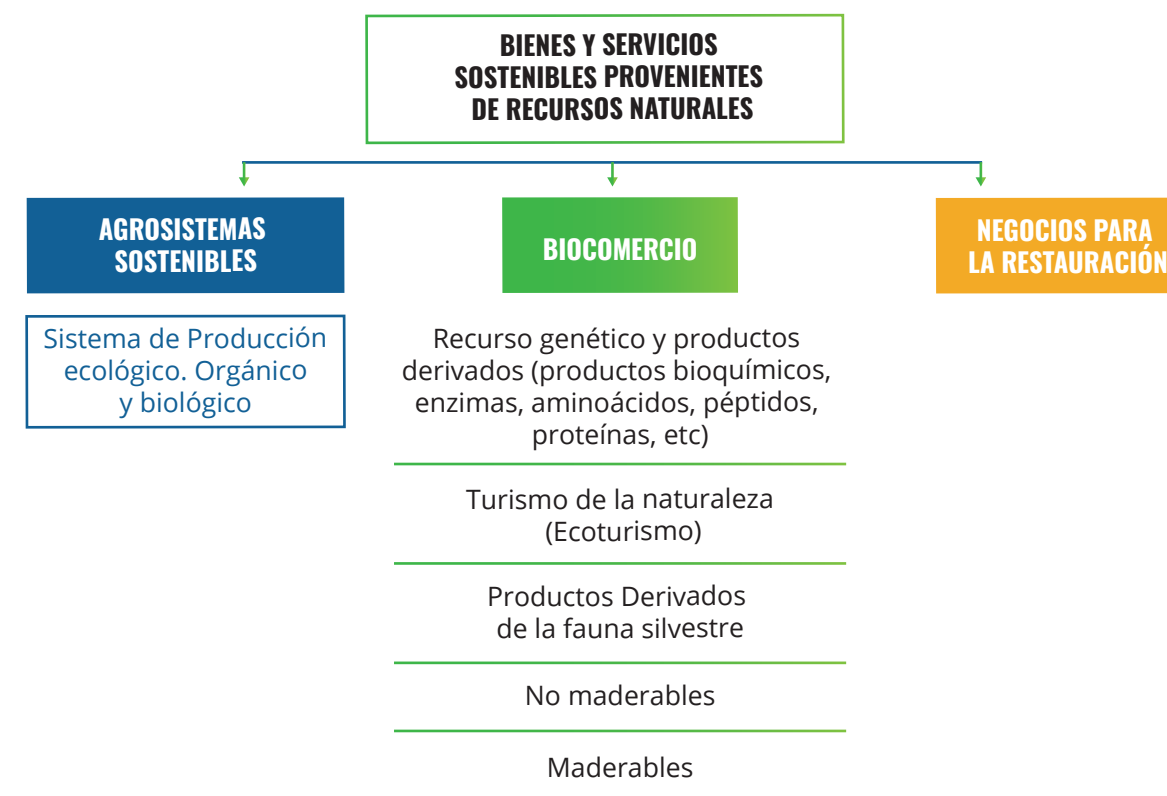 BIENES Y SERVICIOS
SOSTENIBLES PROVENIENTES
DE RECURSOS NATURALES
AGROSISTEMAS
SOSTENIBLES
Sistema de Producción
ecológico. Orgánico
y biológico
BIOCOMERCIO
Recurso genético y productos
derivados (productos bioquímicos,
enzimas, aminoácidos, péptidos,
proteínas, etc)
Turismo de la naturaleza
(Ecoturismo)
Productos Derivados
de la fauna silvestre
No maderables
Maderables
NEGOCIOS PARA
LA RESTAURACIÓN